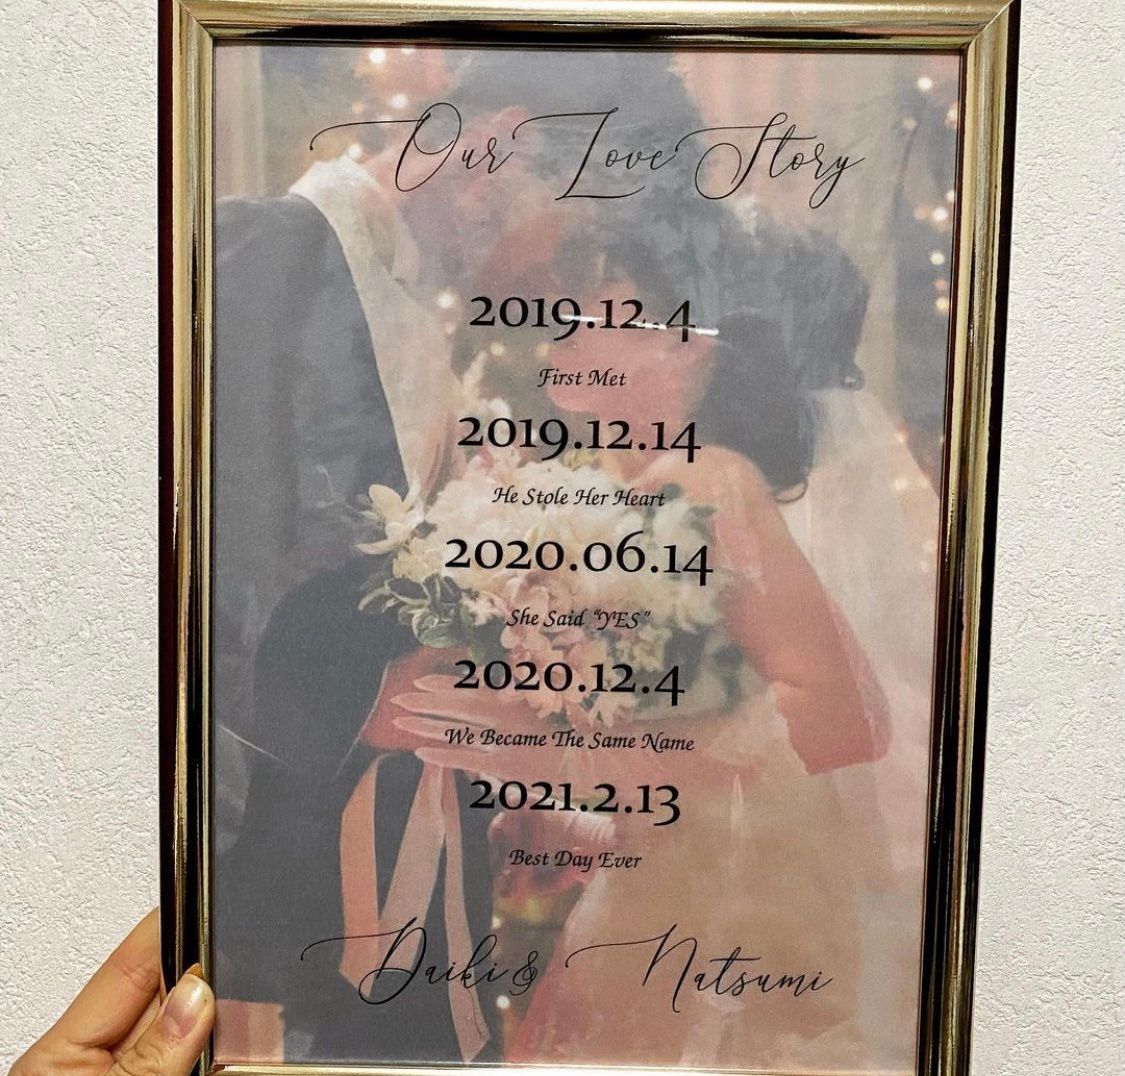 Our Love Story
2019.12.4
First Met
2019.12.14
He Stole Her Heart
2020.06.14
She Said “YES”
2020.12.4
We Became The Same Name
2021.2.13
Best Day Ever
Daiki & Natsumi